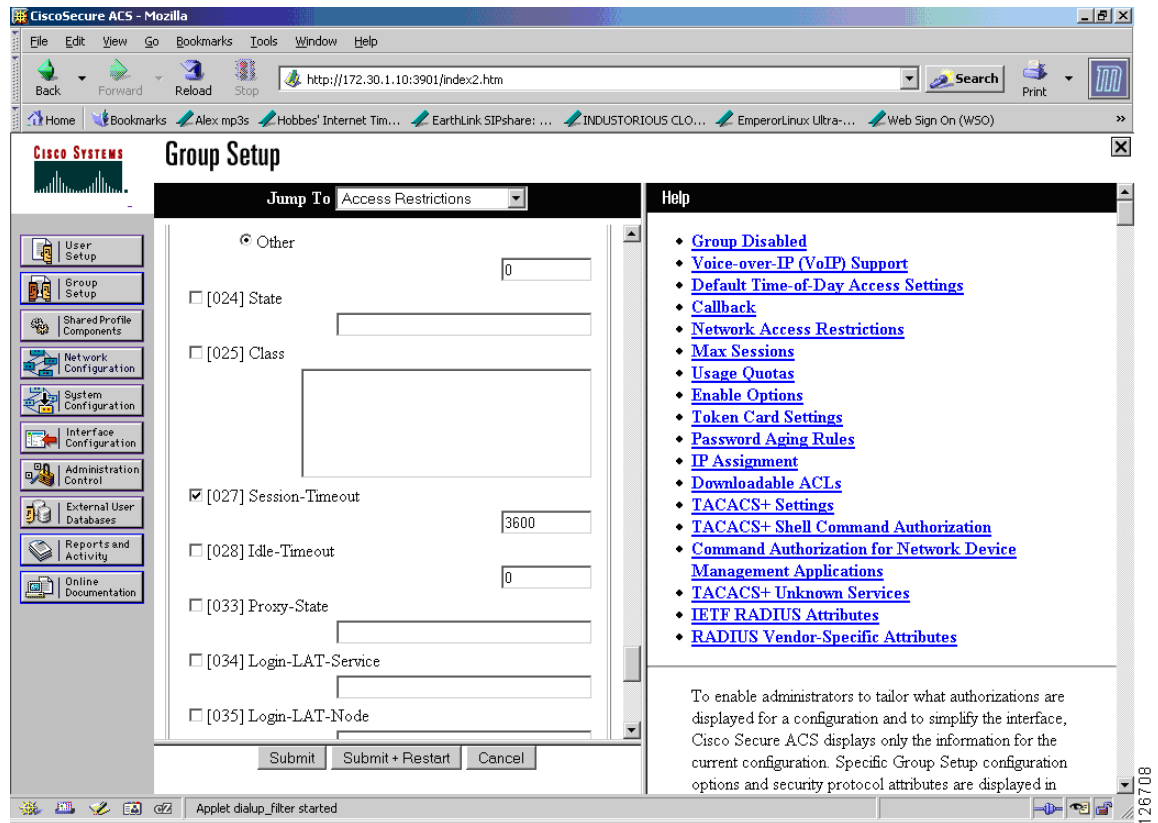 CiscoSecure ACS - Mozilla
File Edit View Go Bookmarks Tools Window Help
Back Forward Reload Stop http://172.30.1.10:3901/index2.htm Search Print
Home Bookmarks Alex mp3s Hobbes' Internet Tim... EarthLink SIPshare: ... INDUSTORIOUS CLO... EmperorLinux Ultra-... Web Sign On (WSO) »
CISCO SYSTEMS
Group Setup
Jump To Access Restrictions
User Setup
Group Setup
Shared Profile Components
Network Configuration
System Configuration
Interface Configuration
Administration Control
External User Databases
Reports and Activity
Online Documentation
Other
0
[024] State
[025] Class
[027] Session-Timeout
3600
[028] Idle-Timeout
0
[033] Proxy-State
[034] Login-LAT-Service
[035] Login-LAT-Node
Submit Submit + Restart Cancel
Help
Group Disabled
Voice-over-IP (VoIP) Support
Default Time-of-Day Access Settings
Callback
Network Access Restrictions
Max Sessions
Usage Quotas
Enable Options
Token Card Settings
Password Aging Rules
IP Assignment
Downloadable ACLs
TACACS+ Settings
TACACS+ Shell Command Authorization
Command Authorization for Network Device
Management Applications
TACACS+ Unknown Services
IETF RADIUS Attributes
RADIUS Vendor-Specific Attributes
To enable administrators to tailor what authorizations are
displayed for a configuration and to simplify the interface,
Cisco Secure ACS displays only the information for the
current configuration. Specific Group Setup configuration
options and security protocol attributes are displayed in
Applet dialup_filter started
126708